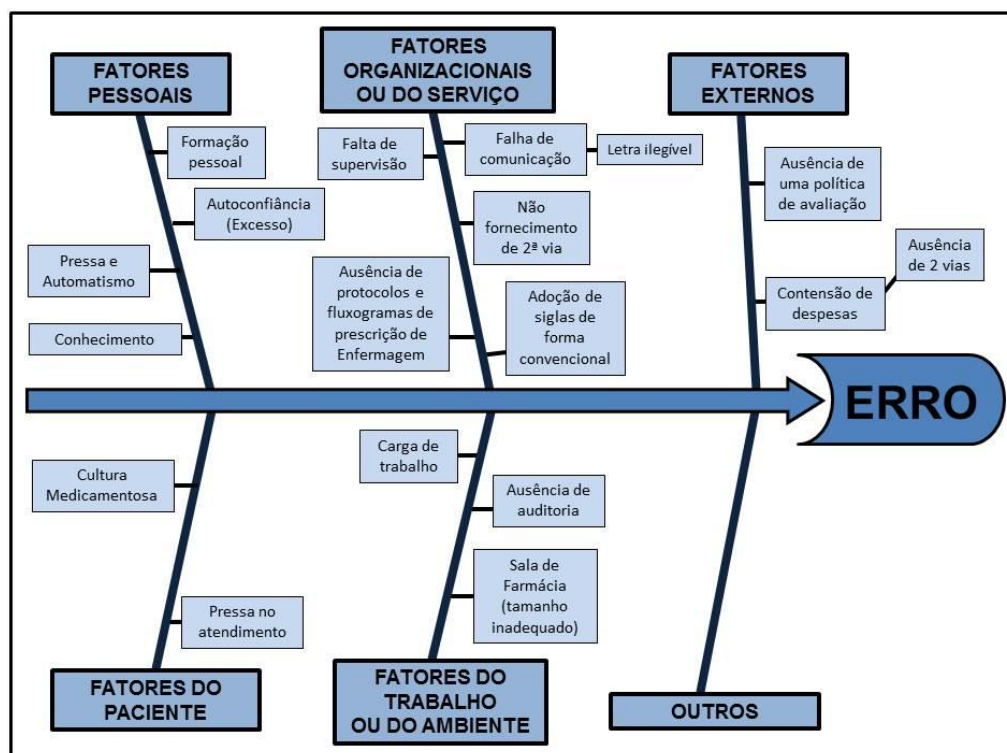 FATORES
PESSOAIS
Formação
pessoal
Autoconfiância
(Excesso)
Pressa e
Automatismo
Conhecimento
FATORES
ORGANIZACIONAIS
OU DO SERVIÇO
Falta de
supervisão
Falha de
comunicação
Letra ilegível
Não
fornecimento
de 2ª via
Ausência de
protocolos e
fluxogramas de
prescrição de
Enfermagem
Adoção de
siglas de
forma
convencional
FATORES
EXTERNOS
Ausência de
uma política
de avaliação
Ausência
de 2 vias
Contensão de
despesas
ERRO
Cultura
Medicamentosa
Pressa no
atendimento
FATORES DO
PACIENTE
Carga de
trabalho
Ausência de
auditoria
Sala de
Farmácia
(tamanho
inadequado)
FATORES DO
TRABALHO
OU DO AMBIENTE
OUTROS